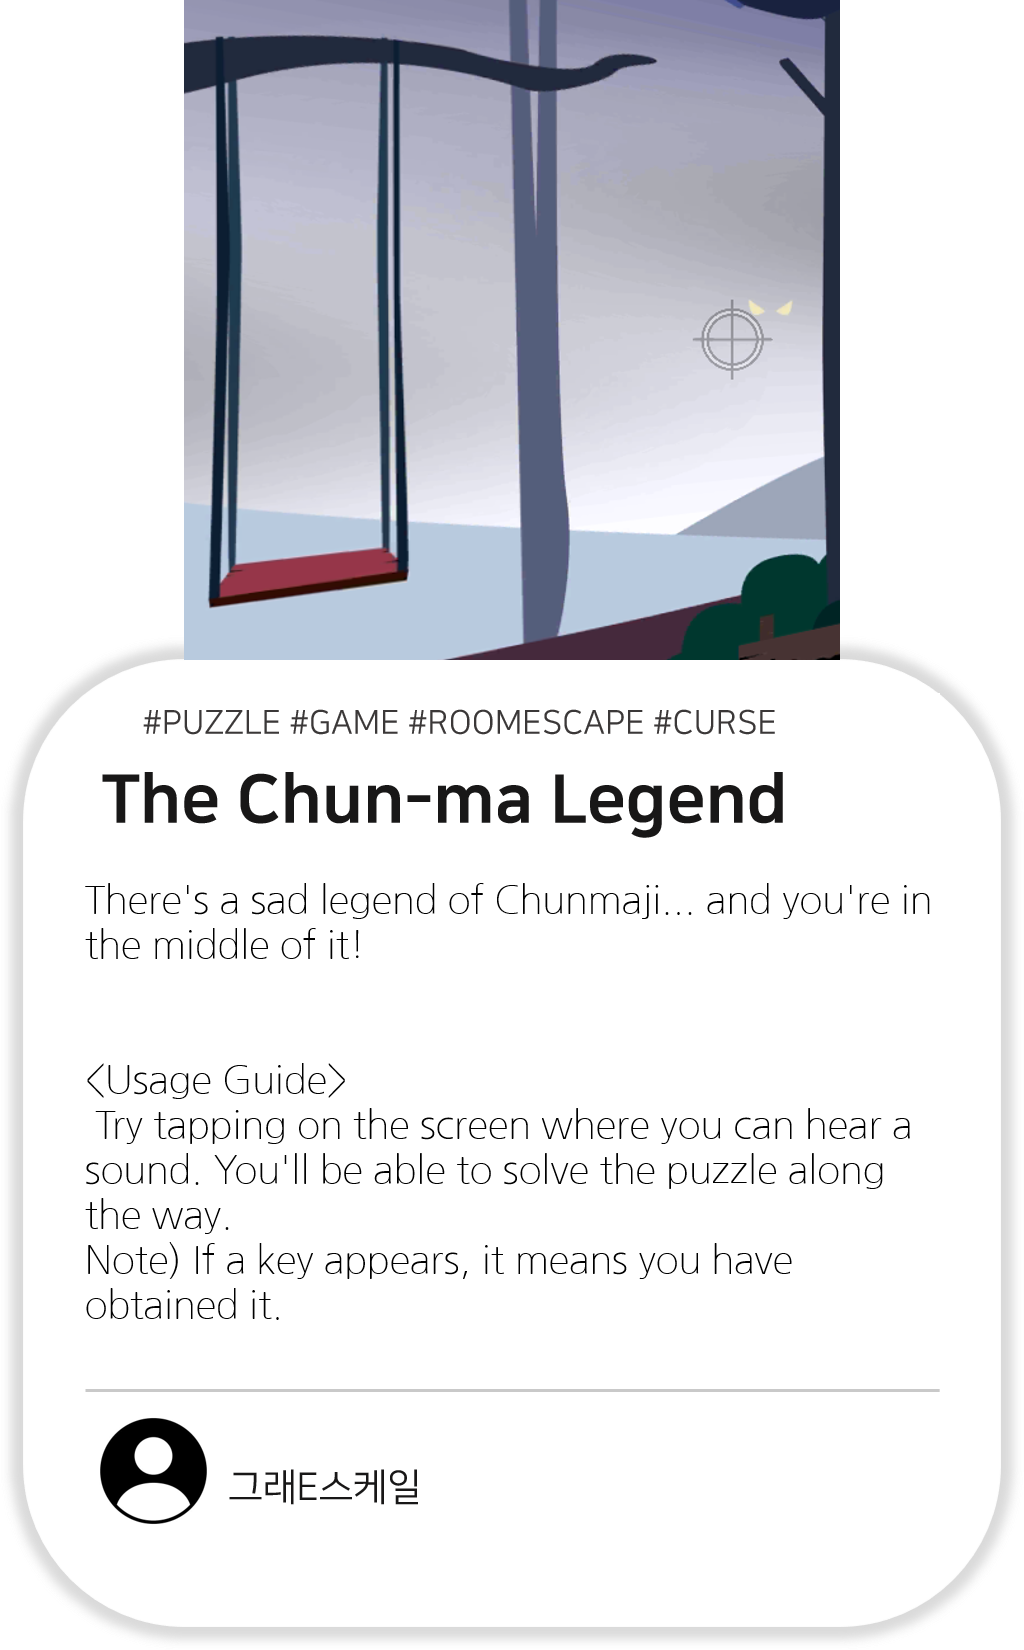 #PUZZLE #GAME #ROOMESCAPE #CURSE
The Chun-ma Legend
There's a sad legend of Chunmaji... and you're in
the middle of it!
<Usage Guide>
Try tapping on the screen where you can hear a
sound. You'll be able to solve the puzzle along
the way.
Note) If a key appears, it means you have
obtained it.
그래E스케일